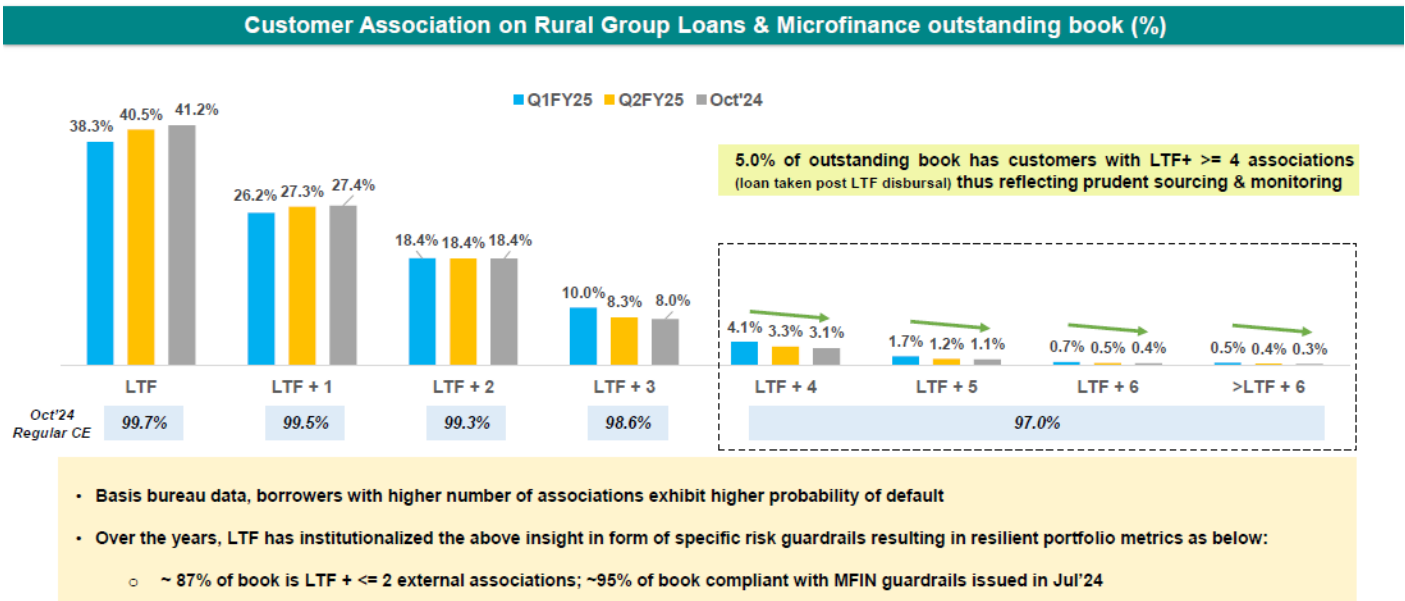 Customer Association on Rural Group Loans & Microfinance outstanding book (%)
Q1FY25 Q2FY25 Oct'24
38.3% 40.5% 41.2%
26.2% 27.3% 27.4%
18.4% 18.4% 18.4%
10.0% 8.3% 8.0%
4.1% 3.3% 3.1%
1.7% 1.2% 1.1%
0.7% 0.5% 0.4%
0.5% 0.4% 0.3%
5.0% of outstanding book has customers with LTF+ >= 4 associations
(loan taken post LTF disbursal) thus reflecting prudent sourcing & monitoring
LTF LTF + 1 LTF + 2 LTF + 3 LTF + 4 LTF + 5 LTF + 6 >LTF + 6
Oct'24
Regular CE
99.7% 99.5% 99.3% 98.6% 97.0%
• Basis bureau data, borrowers with higher number of associations exhibit higher probability of default
• Over the years, LTF has institutionalized the above insight in form of specific risk guardrails resulting in resilient portfolio metrics as below:
o ~ 87% of book is LTF + <= 2 external associations; ~95% of book compliant with MFIN guardrails issued in Jul'24